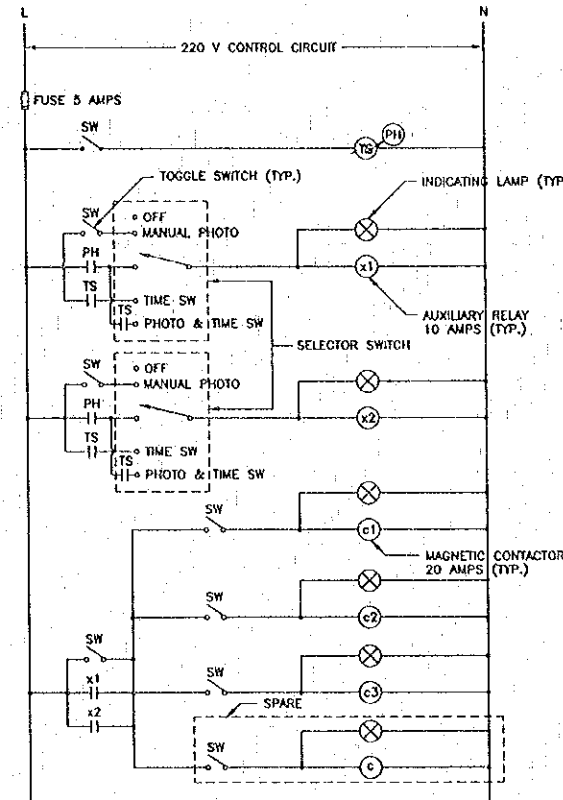 L
N
220 V CONTROL CIRCUIT
FUSE 5 AMPS
SW
TS
PH
TOGGLE SWITCH (TYP.)
INDICATING LAMP (TYP
SW
OFF
MANUAL PHOTO
PH
x1
TS
TIME SW
TS
PHOTO & TIME SW
AUXILIARY RELAY
10 AMPS (TYP.)
SELECTOR SWITCH
SW
OFF
MANUAL PHOTO
PH
x2
TS
TIME SW
TS
PHOTO & TIME SW
SW
c1
MAGNETIC CONTACTOR
20 AMPS (TYP.)
SW
c2
SW
x1
SW
c3
x2
SPARE
SW
c